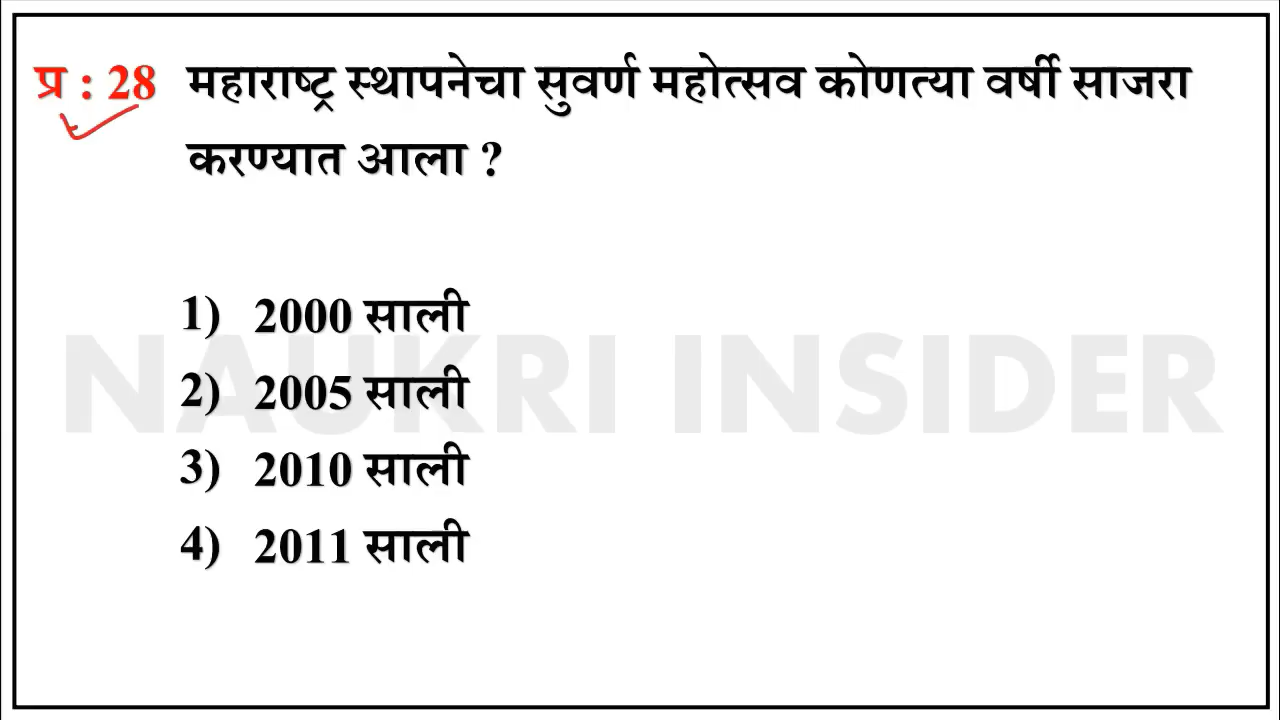 प्र : 28 महाराष्ट्र स्थापनेचा सुवर्ण महोत्सव कोणत्या वर्षी साजरा
करण्यात आला ?
1) 2000 साली
NAUKRI INSIDER
2) 2005 साली
3) 2010 साली
4) 2011 साली